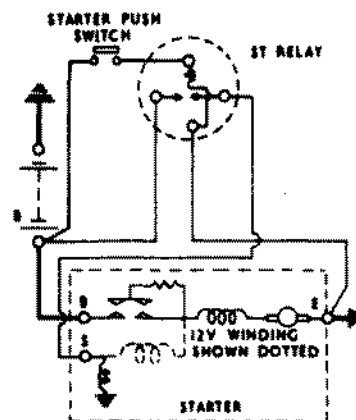 STARTER PUSH
SWITCH
ST RELAY
B
B
E
S
12V WINDING
SHOWN DOTTED
STARTER